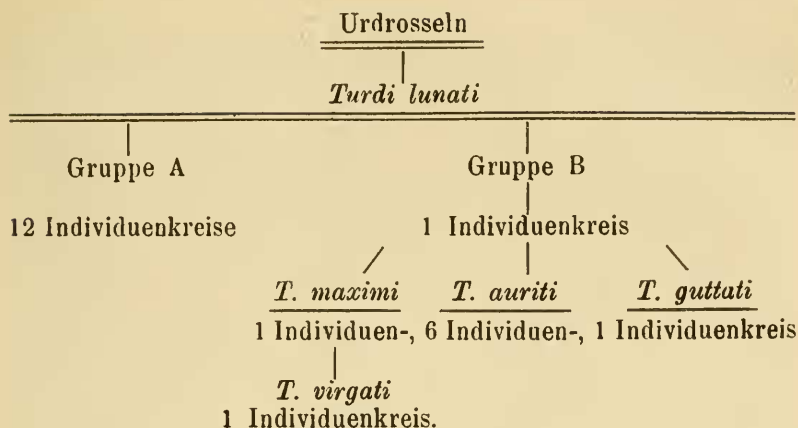 Urdrosseln
Turdi lunati
Gruppe A Gruppe B
12 Individuenkreise 1 Individuenkreis
T. maximi T. auriti T. guttati
1 Individuen-, 6 Individuen-, 1 Individuenkreis
T. virgati
1 Individuenkreis.